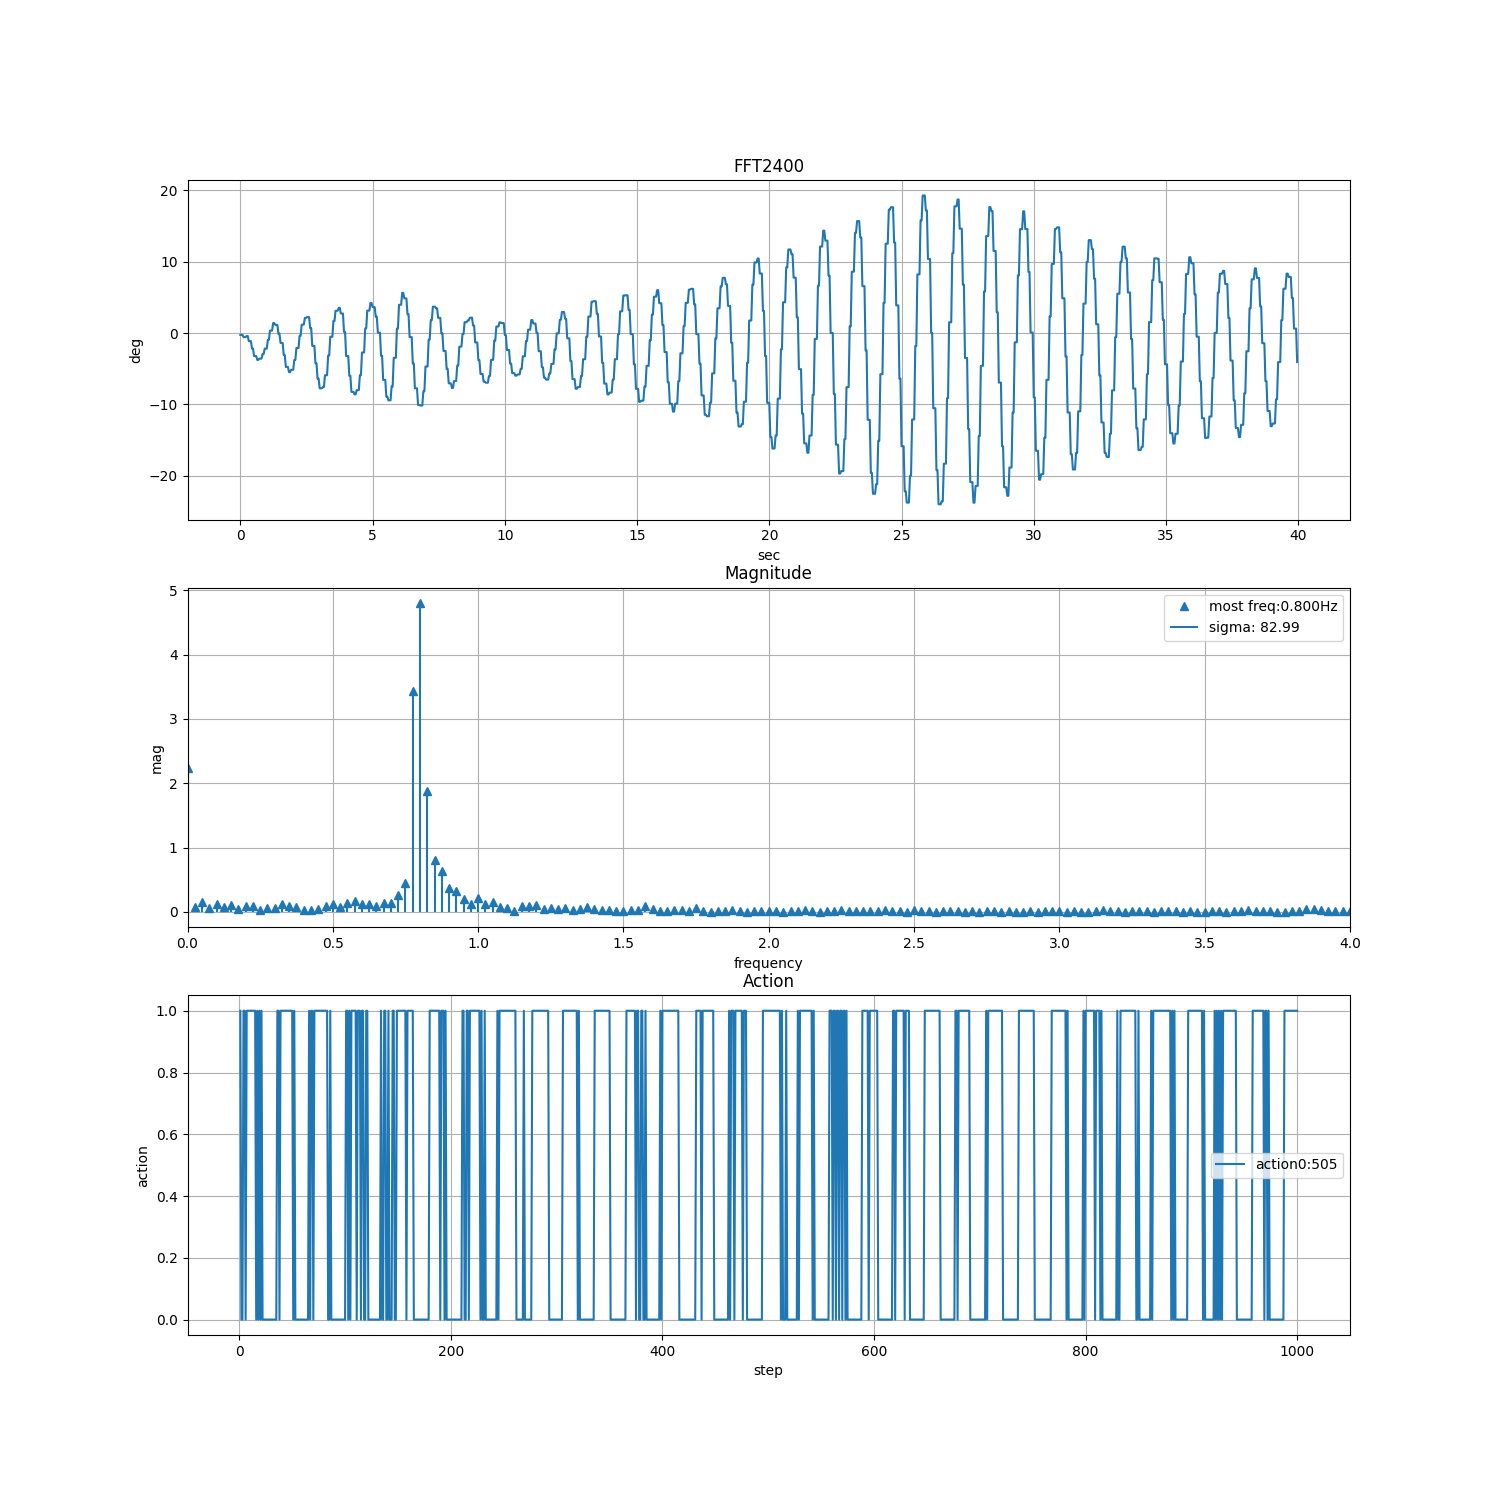 FFT2400
20
10
0
−10
−20
deg
0 5 10 15 20 25 30 35 40
sec
Magnitude
5
4
3
2
1
0
mag
most freq:0.800Hz
sigma: 82.99
0.0 0.5 1.0 1.5 2.0 2.5 3.0 3.5 4.0
frequency
Action
1.0
0.8
0.6
0.4
0.2
0.0
action
action0:505
0 200 400 600 800 1000
step